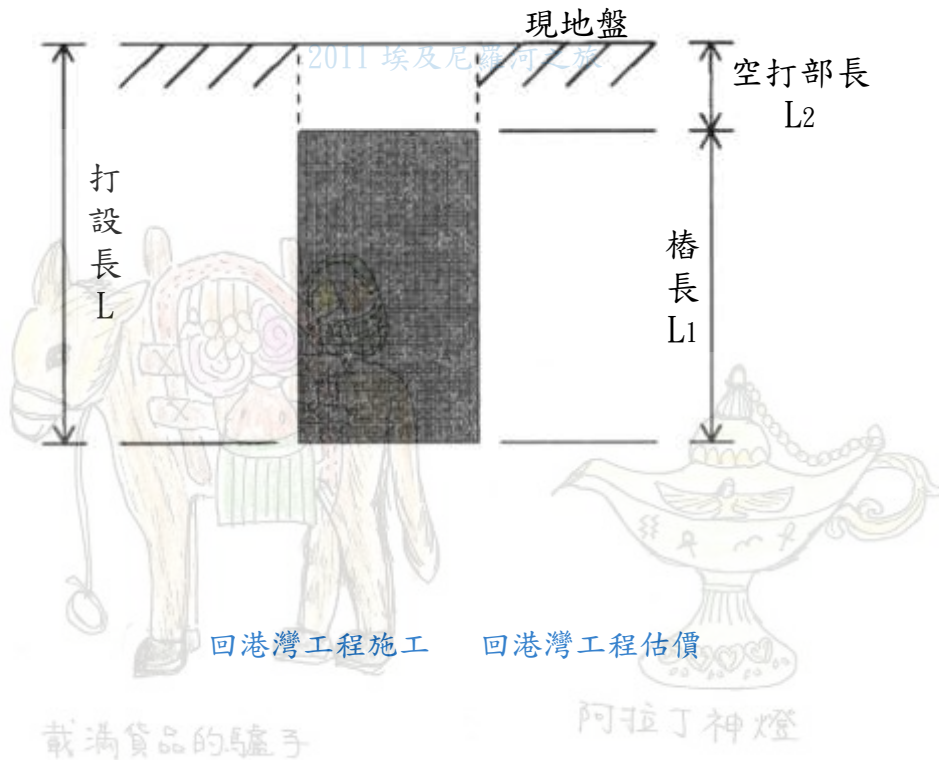 現地盤
2011 埃及尼羅河之旅
空打部長
L2
打
設
長
L
樁
長
L1
回港灣工程施工
回港灣工程估價
載滿貨品的驢子
阿拉丁神燈